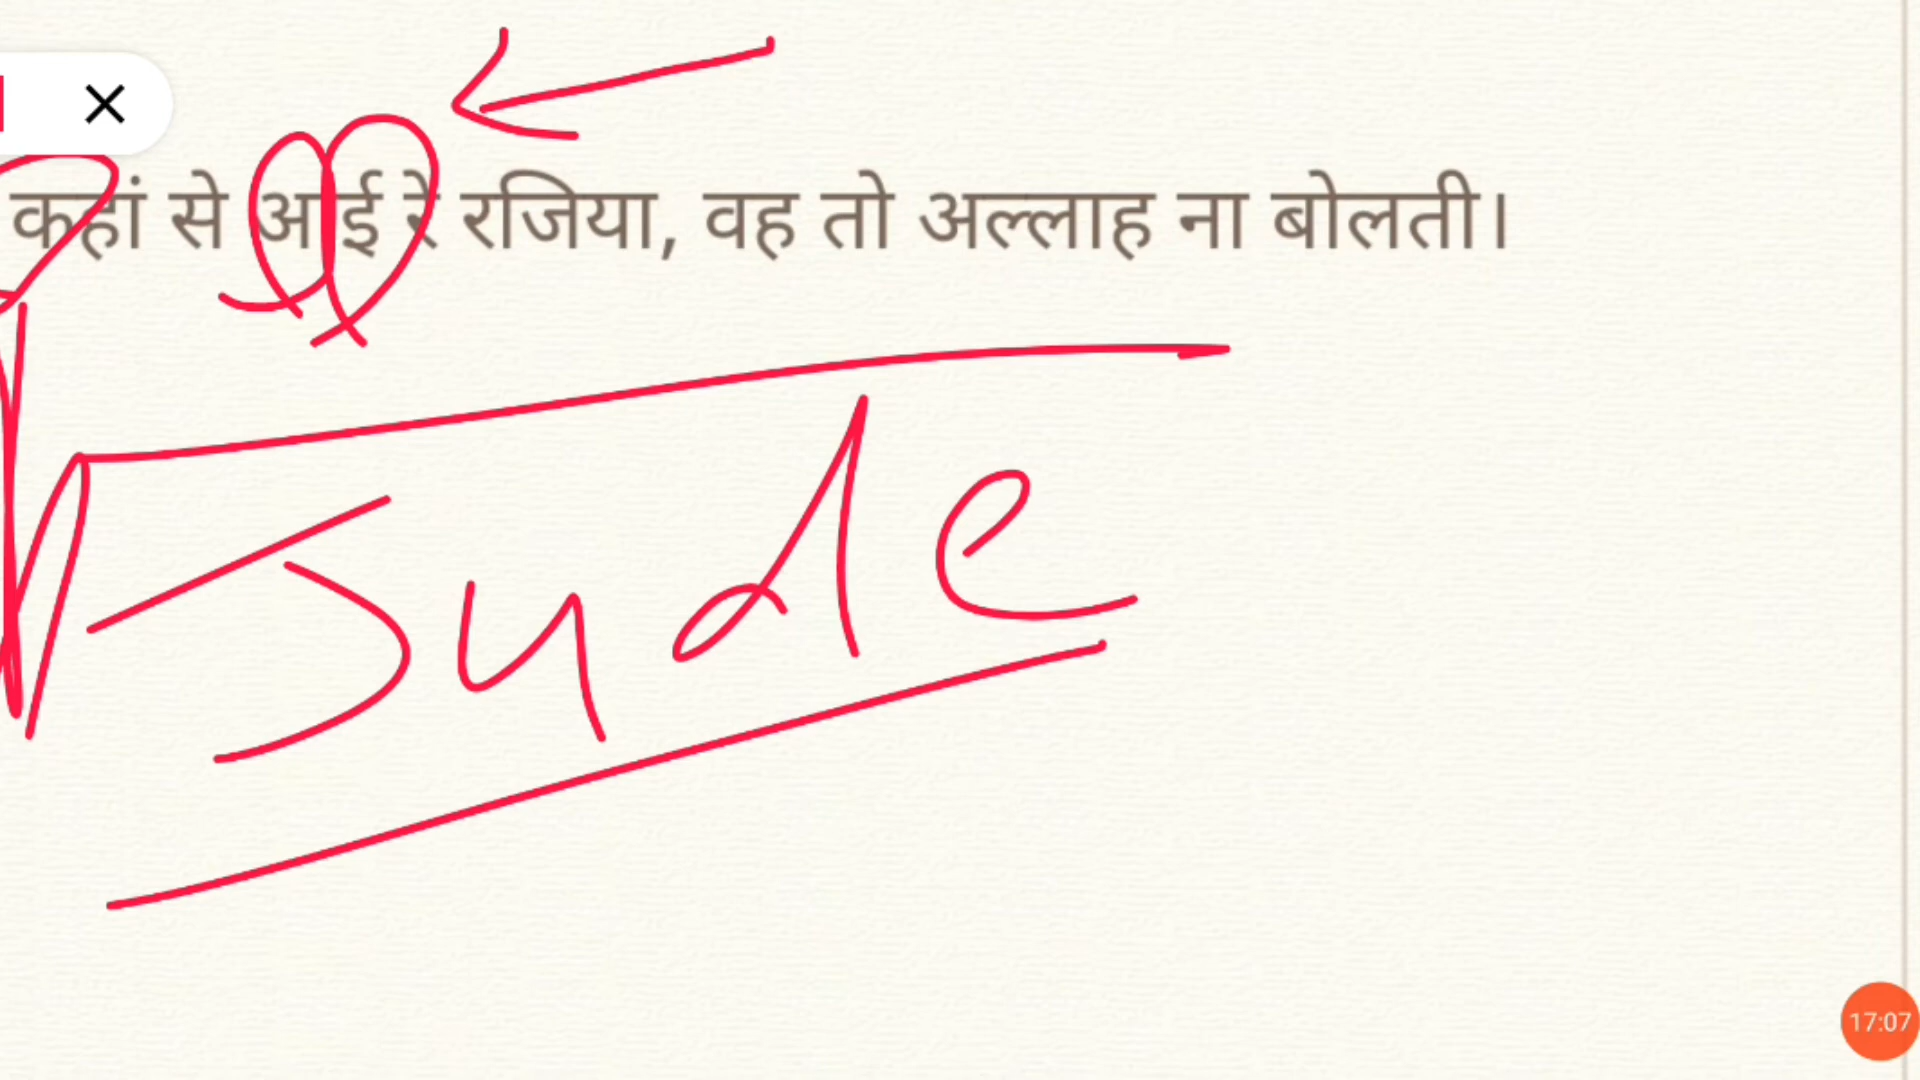 कहां से आई रे रजिया, वह तो अल्लाह ना बोलती।
Jude
17:07